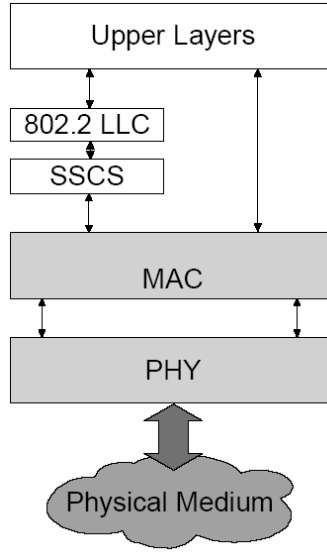 Upper Layers
802.2 LLC
SSCS
MAC
PHY
Physical Medium